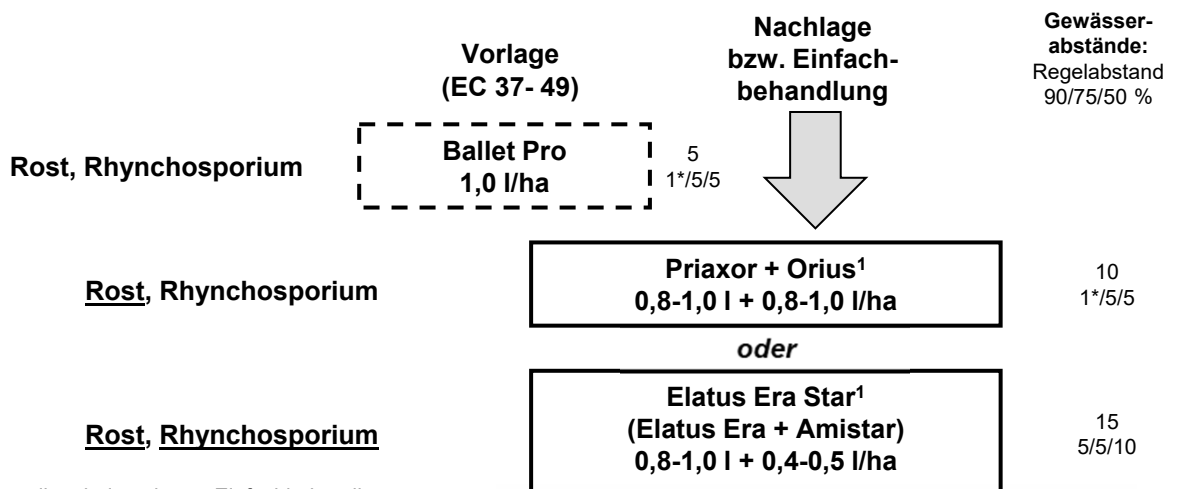 Vorlage
(EC 37- 49)
Nachlage
bzw. Einfach-
behandlung
Gewässer-
abstände:
Regelabstand
90/75/50 %
Rost, Rhynchosporium
Ballet Pro
1,0 l/ha
5
1*/5/5
Rost, Rhynchosporium
Priaxor + Orius¹
0,8-1,0 l + 0,8-1,0 l/ha
10
1*/5/5
oder
Rost, Rhynchosporium
Elatus Era Star¹
(Elatus Era + Amistar)
0,8-1,0 l + 0,4-0,5 l/ha
15
5/5/10